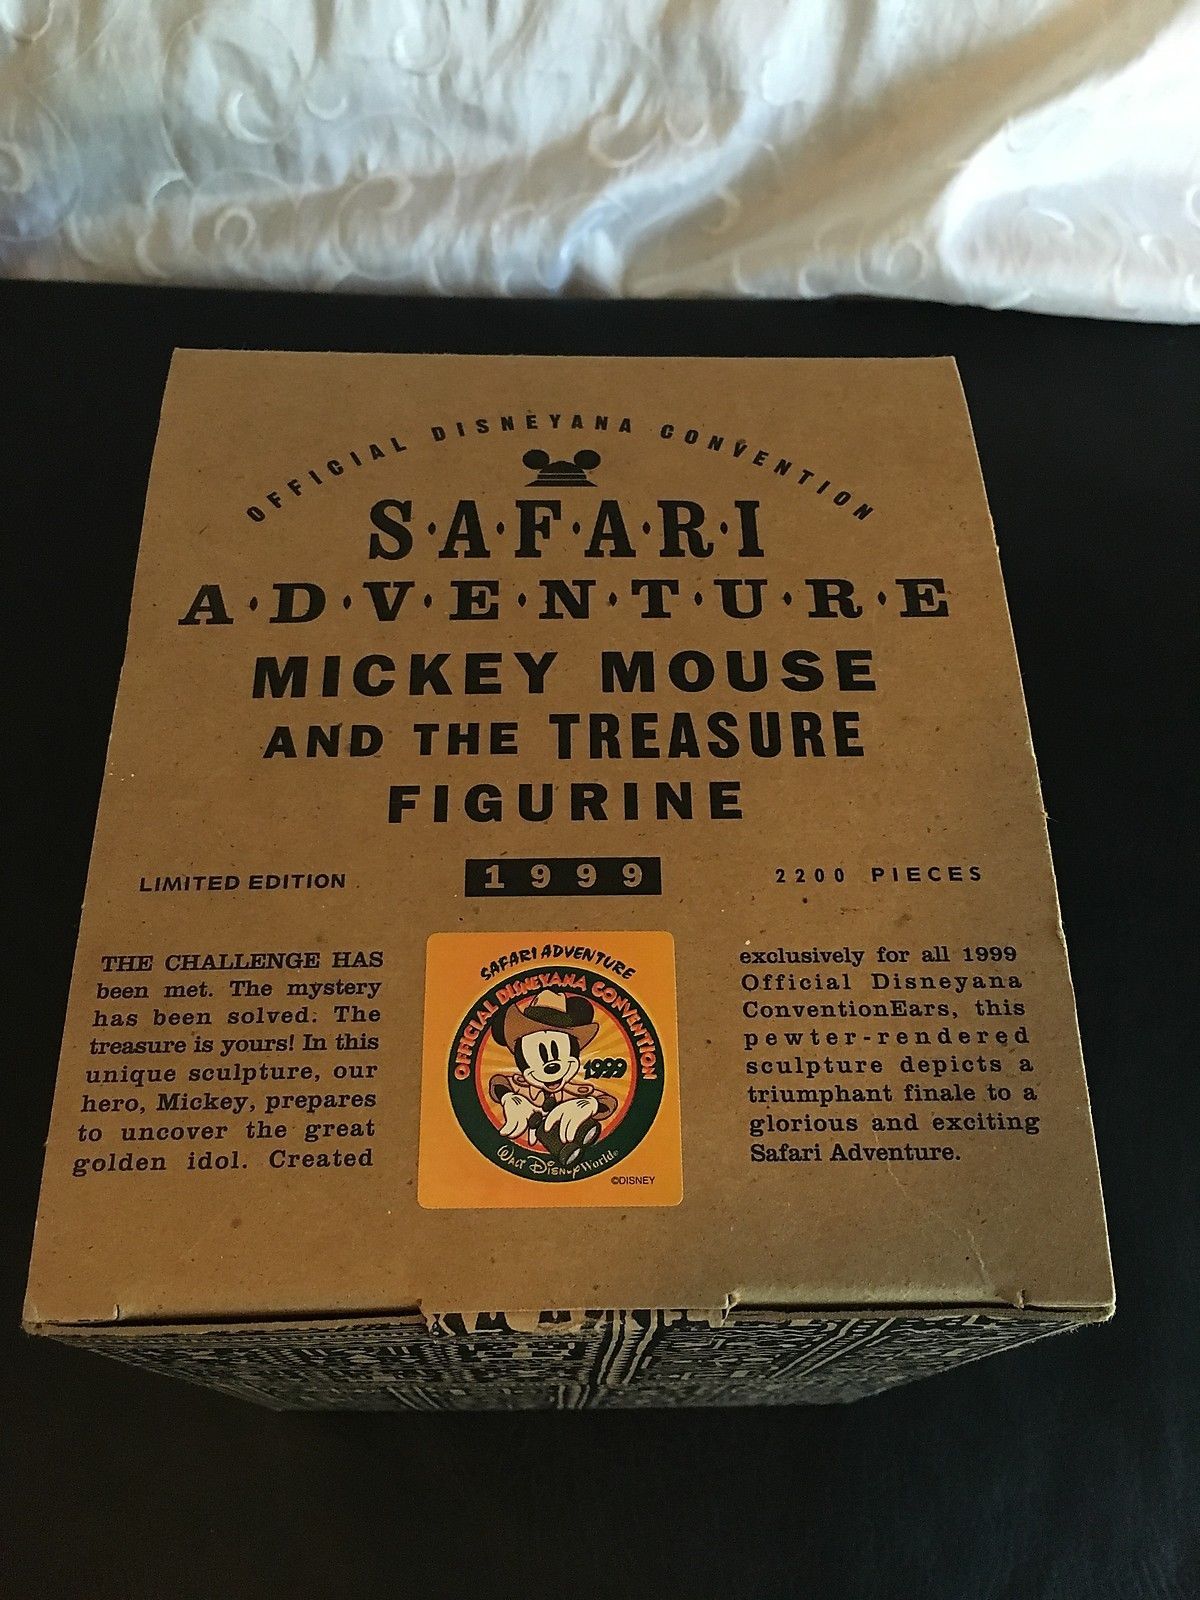 OFFICIAL DISNEYANA CONVENTION
S·A·F·A·R·I
A·D·V·E·N·T·U·R·E
MICKEY MOUSE
AND THE TREASURE
FIGURINE
LIMITED EDITION
1999
2200 PIECES
THE CHALLENGE HAS
been met. The mystery
has been solved. The
treasure is yours! In this
unique sculpture, our
hero, Mickey, prepares
to uncover the great
golden idol. Created
SAFARI ADVENTURE
OFFICIAL DISNEYANA CONVENTION
1999
Walt Disney World®
©DISNEY
exclusively for all 1999
Official Disneyana
ConventionEars, this
pewter-rendered
sculpture depicts a
triumphant finale to a
glorious and exciting
Safari Adventure.